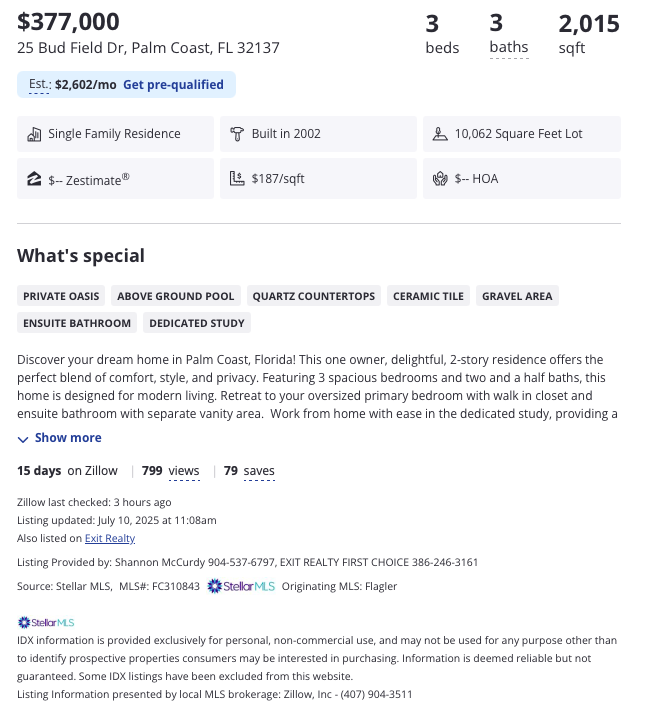 $377,000
25 Bud Field Dr, Palm Coast, FL 32137
3 beds
3 baths
2,015 sqft
Est.: $2,602/mo Get pre-qualified
Single Family Residence
Built in 2002
10,062 Square Feet Lot
$-- Zestimate®
$187/sqft
$-- HOA
What's special
PRIVATE OASIS
ABOVE GROUND POOL
QUARTZ COUNTERTOPS
CERAMIC TILE
GRAVEL AREA
ENSUITE BATHROOM
DEDICATED STUDY
Discover your dream home in Palm Coast, Florida! This one owner, delightful, 2-story residence offers the
perfect blend of comfort, style, and privacy. Featuring 3 spacious bedrooms and two and a half baths, this
home is designed for modern living. Retreat to your oversized primary bedroom with walk in closet and
ensuite bathroom with separate vanity area. Work from home with ease in the dedicated study, providing a
Show more
15 days on Zillow | 799 views | 79 saves
Zillow last checked: 3 hours ago
Listing updated: July 10, 2025 at 11:08am
Also listed on Exit Realty
Listing Provided by: Shannon McCurdy 904-537-6797, EXIT REALTY FIRST CHOICE 386-246-3161
Source: Stellar MLS, MLS#: FC310843 StellarMLS Originating MLS: Flagler
StellarMLS
IDX information is provided exclusively for personal, non-commercial use, and may not be used for any purpose other than
to identify prospective properties consumers may be interested in purchasing. Information is deemed reliable but not
guaranteed. Some IDX listings have been excluded from this website.
Listing Information presented by local MLS brokerage: Zillow, Inc - (407) 904-3511